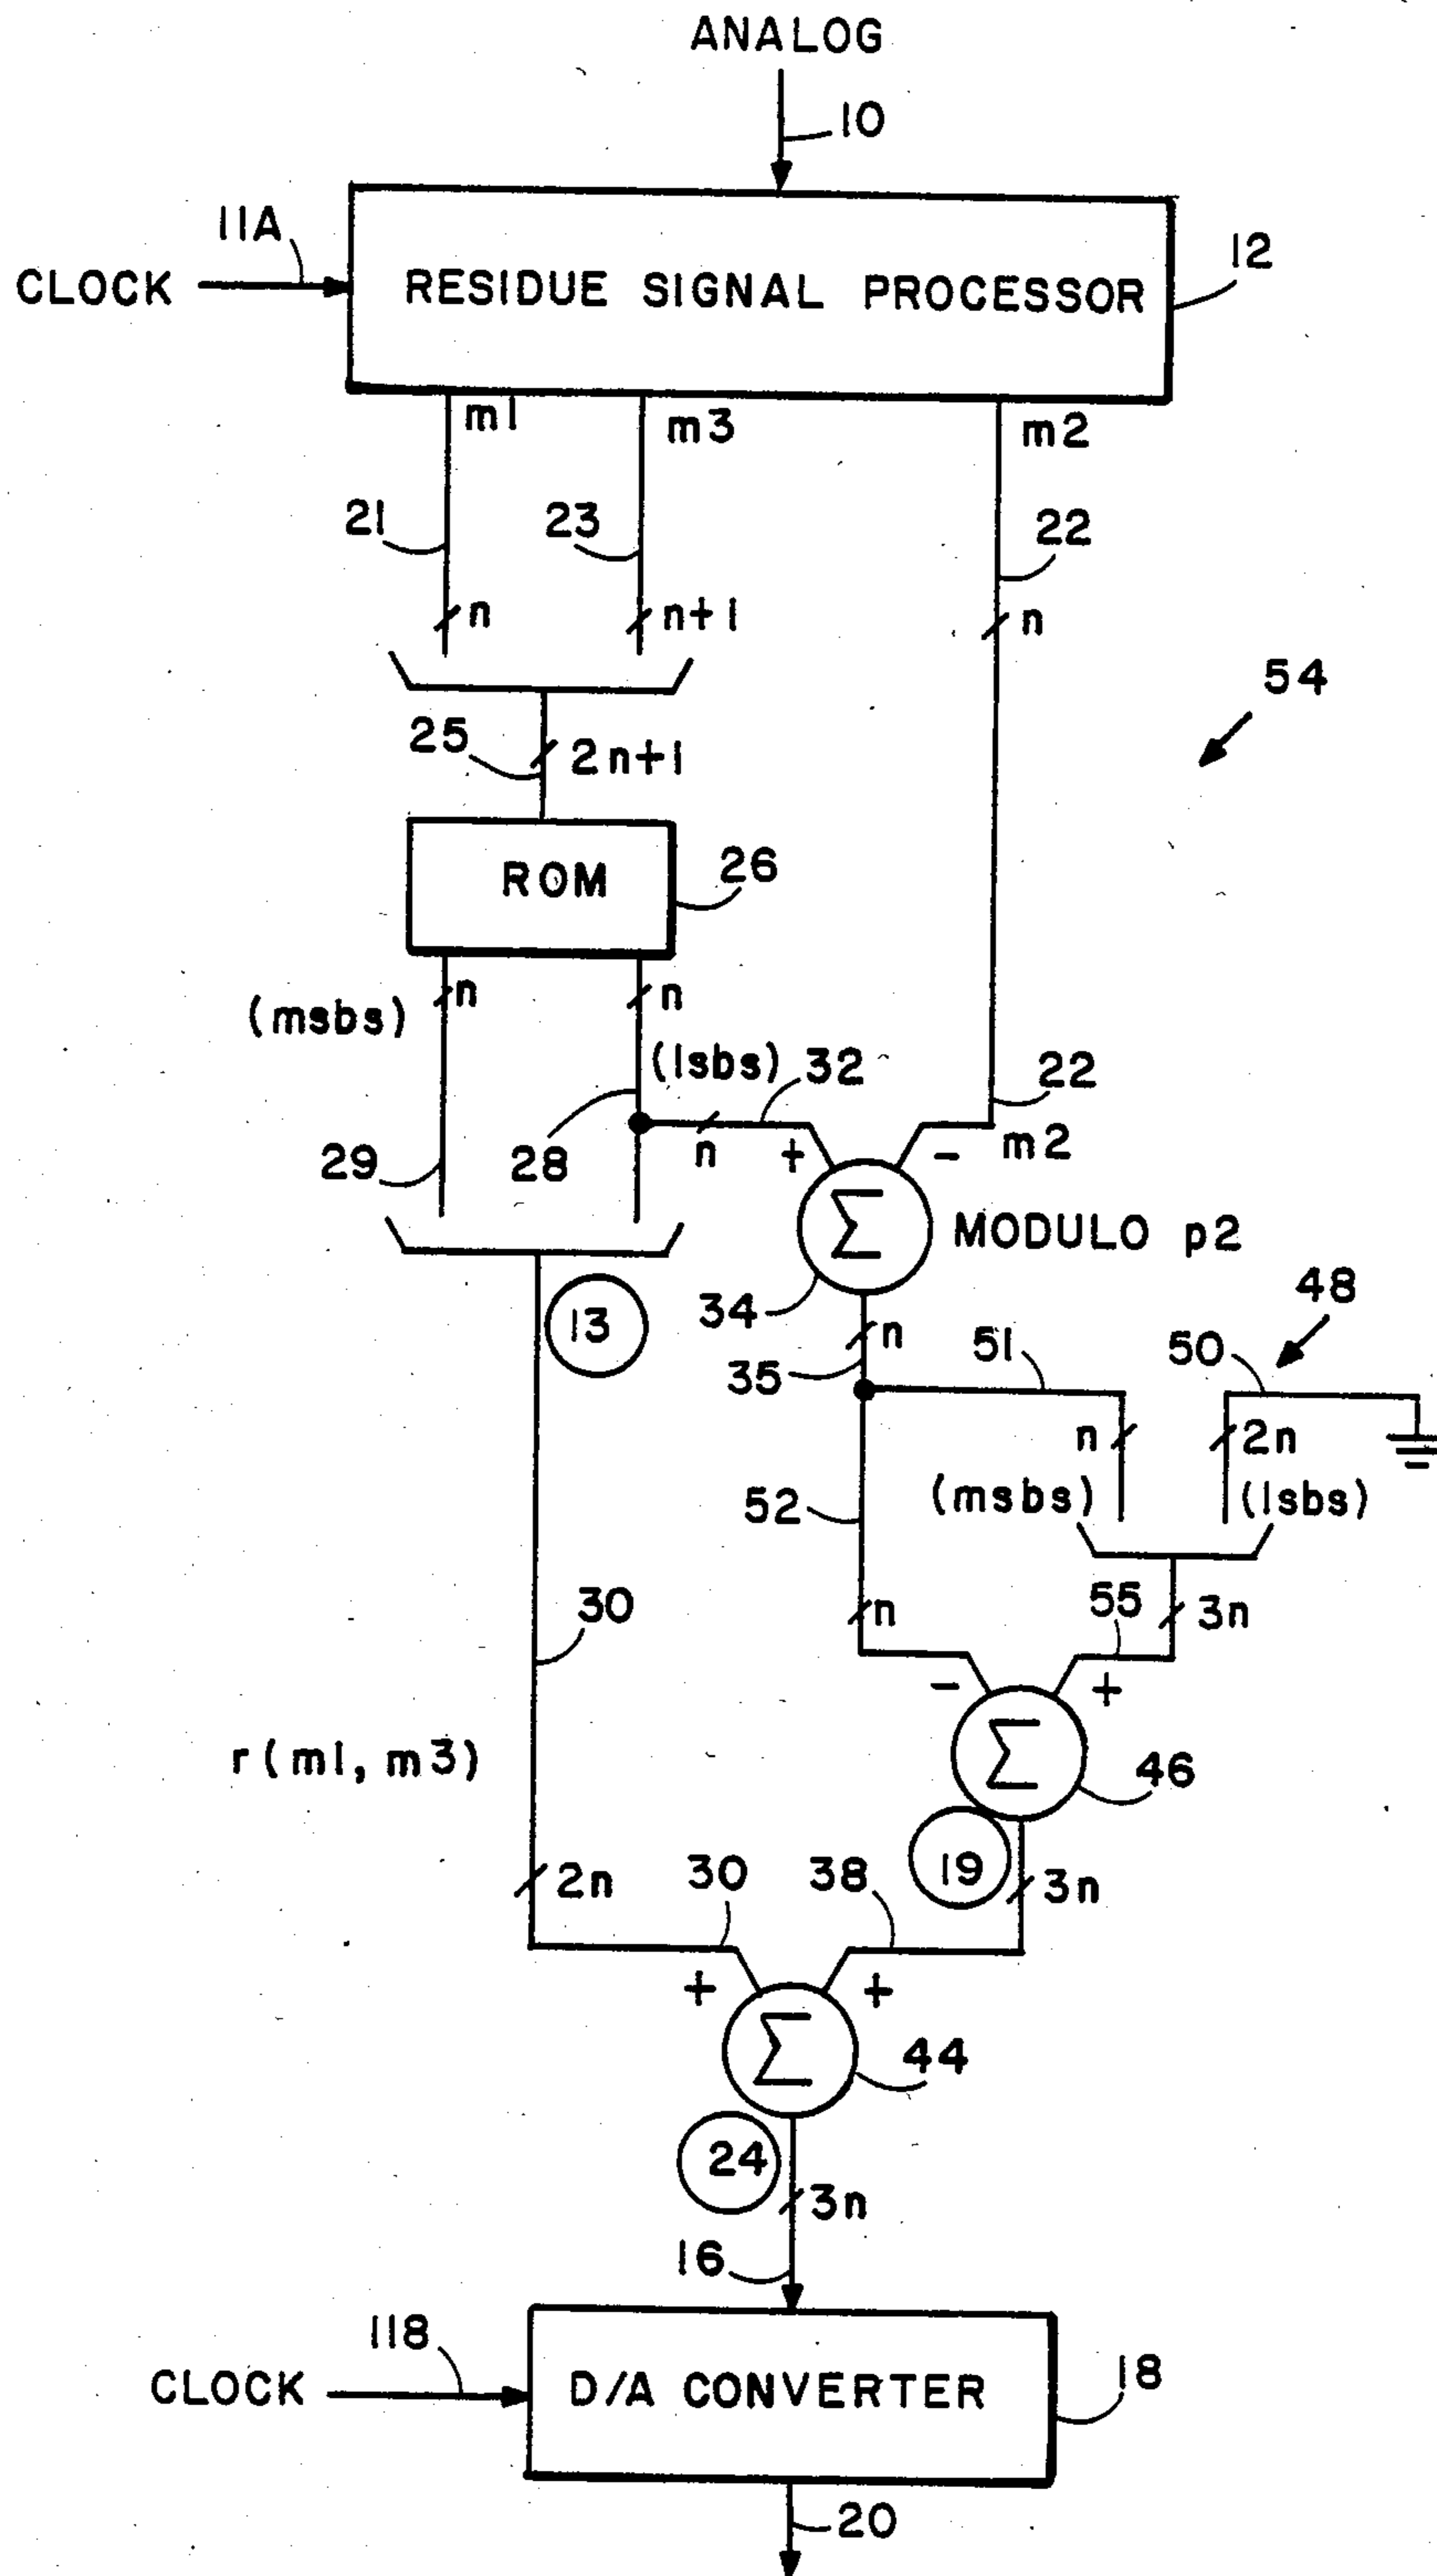 ANALOG
10
11A
CLOCK
RESIDUE SIGNAL PROCESSOR
12
m1
m3
m2
21
23
22
n
n+1
n
54
25
2n+1
ROM
26
n
n
(msbs)
(lsbs)
32
22
n
+
-
m2
29
28
Σ
MODULO p2
34
13
n
48
35
51
50
n
2n
52
(msbs)
(lsbs)
30
n
55
3n
-
+
r(m1, m3)
Σ
46
19
2n
30
38
3n
+
+
Σ
44
24
3n
16
118
CLOCK
D/A CONVERTER
18
20